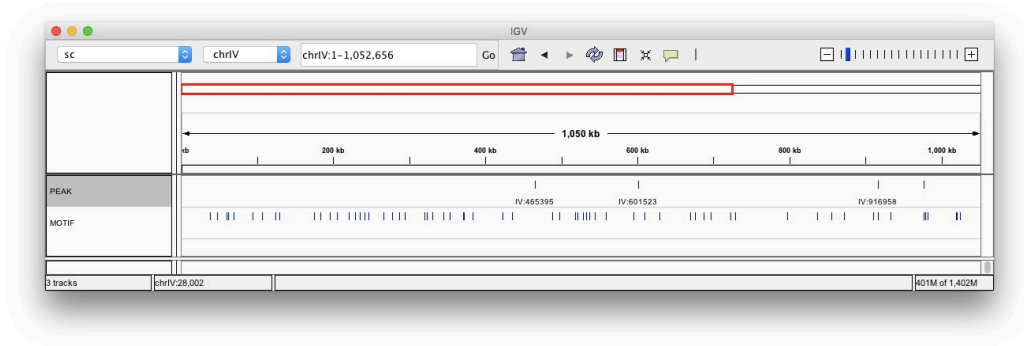 IGV
sc chrIV chrIV:1-1,052,656 Go
1,050 kb
kb 200 kb 400 kb 600 kb 800 kb 1,000 kb
PEAK
IV:465395 IV:601523 IV:916958
MOTIF
3 tracks chrIV:28,002 401M of 1,402M